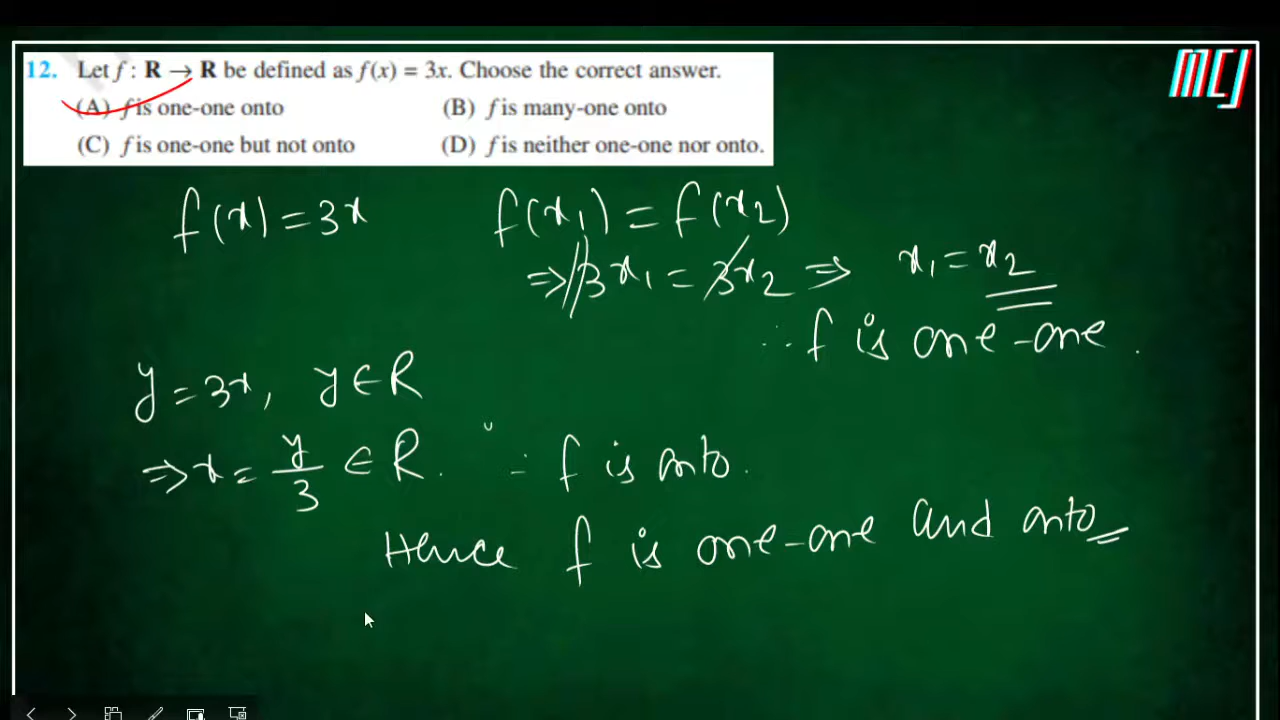 12. Let f : R → R be defined as f(x) = 3x. Choose the correct answer.
(A) f is one-one onto (B) f is many-one onto
(C) f is one-one but not onto (D) f is neither one-one nor onto.
MCJ
f(x) = 3x f(x₁) = f(x₂)
⇒ 3x₁ = 3x₂ ⇒ x₁ = x₂
∴ f is one-one.
y = 3x, y ∈ R
⇒ x = y/3 ∈ R. ∴ f is onto.
Hence f is one-one and onto